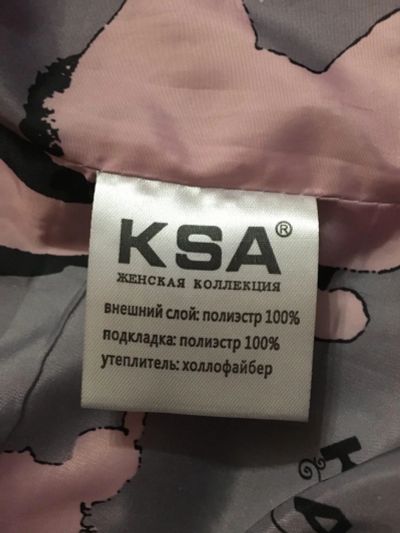 KSA®
ЖЕНСКАЯ КОЛЛЕКЦИЯ
внешний слой: полиэстр 100%
подкладка: полиэстр 100%
утеплитель: холлофайбер